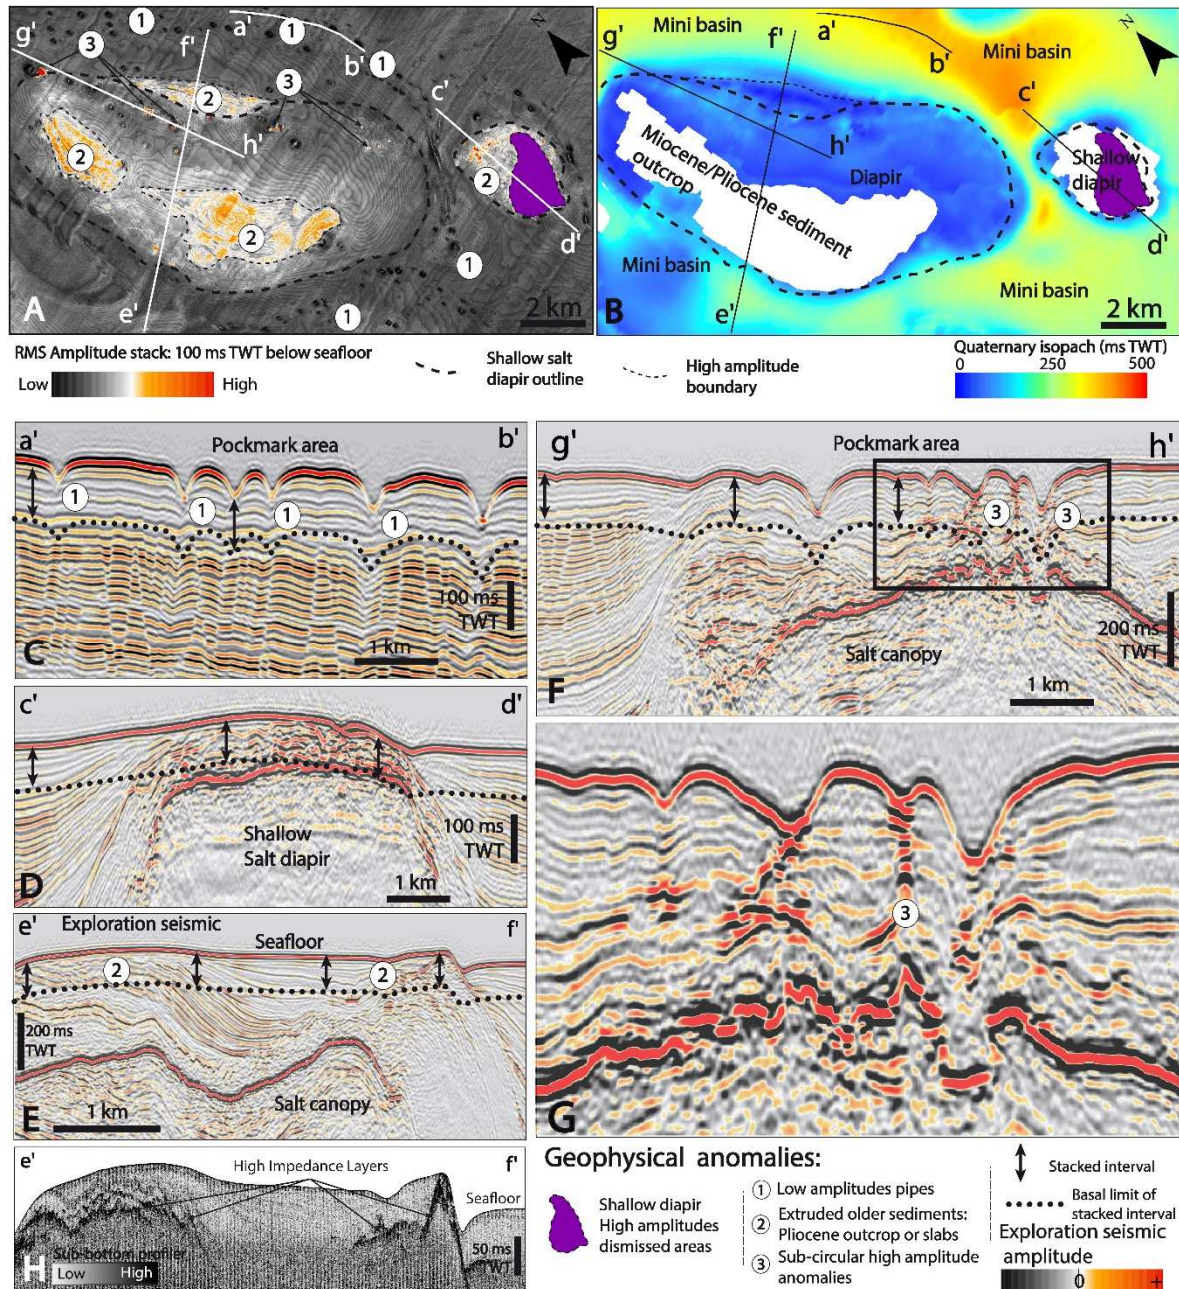 g'
3
1
f'
a'
1
b'
1
3
c'
2
h'
2
2
2
d'
1
e'
1
A
2 km
N
Mini basin
f'
a'
g'
b'
Mini basin
c'
h'
Miocene/Pliocene sediment
outcrop
Diapir
Shallow
diapir
d'
Mini basin
Mini basin
e'
B
2 km
N
RMS Amplitude stack: 100 ms TWT below seafloor
Low
High
Shallow salt
diapir outline
High amplitude
boundary
Quaternary isopach (ms TWT)
0
250
500
a'
Pockmark area
b'
1
1
1
1
100 ms
TWT
C
1 km
g'
Pockmark area
h'
3
3
200 ms
TWT
Salt canopy
F
1 km
c'
d'
Shallow
Salt diapir
100 ms
TWT
D
1 km
e'
Exploration seismic
f'
Seafloor
2
2
200 ms
TWT
Salt canopy
E
1 km
3
G
e'
High Impedance Layers
f'
Seafloor
H
Sub-bottom profiler
Low
High
50 ms
TWT
Geophysical anomalies:
Shallow diapir
High amplitudes
dismissed areas
1 Low amplitudes pipes
2 Extruded older sediments:
Pliocene outcrop or slabs
3 Sub-circular high amplitude
anomalies
Stacked interval
Basal limit of
stacked interval
Exploration seismic
amplitude
0
+